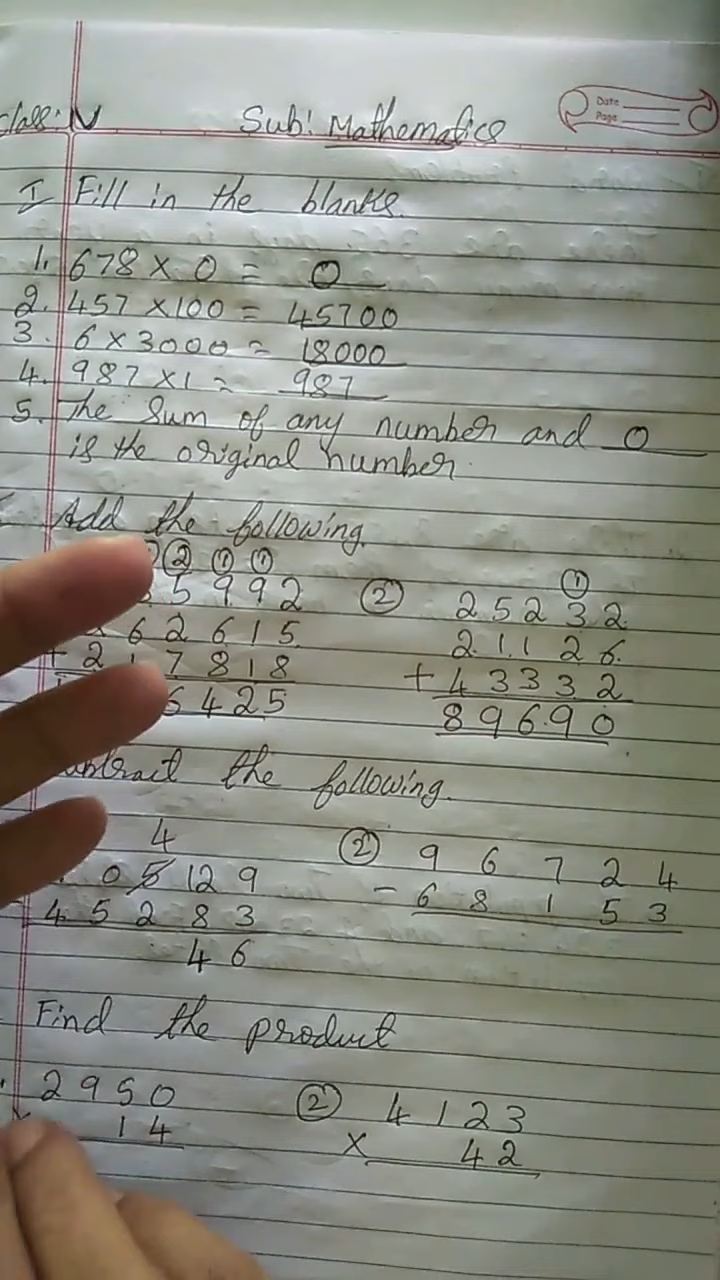 Class: IV Sub: Mathematics
Date
Page
I Fill in the blanks.
1. 678 × 0 = 0
2. 457 × 100 = 45700
3. 6 × 3000 = 18000
4. 987 × 1 = 987
5. The Sum of any number and 0
is the original number.
Add the following.
② ① ① ①
5 9 9 2 ② 2 5 2 3 2
6 2 6 1 5 2 1 1 2 6
+ 2 7 8 1 8 + 4 3 3 3 2
6 4 2 5 8 9 6 9 0
the following.
4
0 5 12 9 ② 9 6 7 2 4
4 5 2 8 3 - 6 8 1 5 3
4 6
Find the product
2 9 5 0 ② 4 1 2 3
1 4 × 4 2